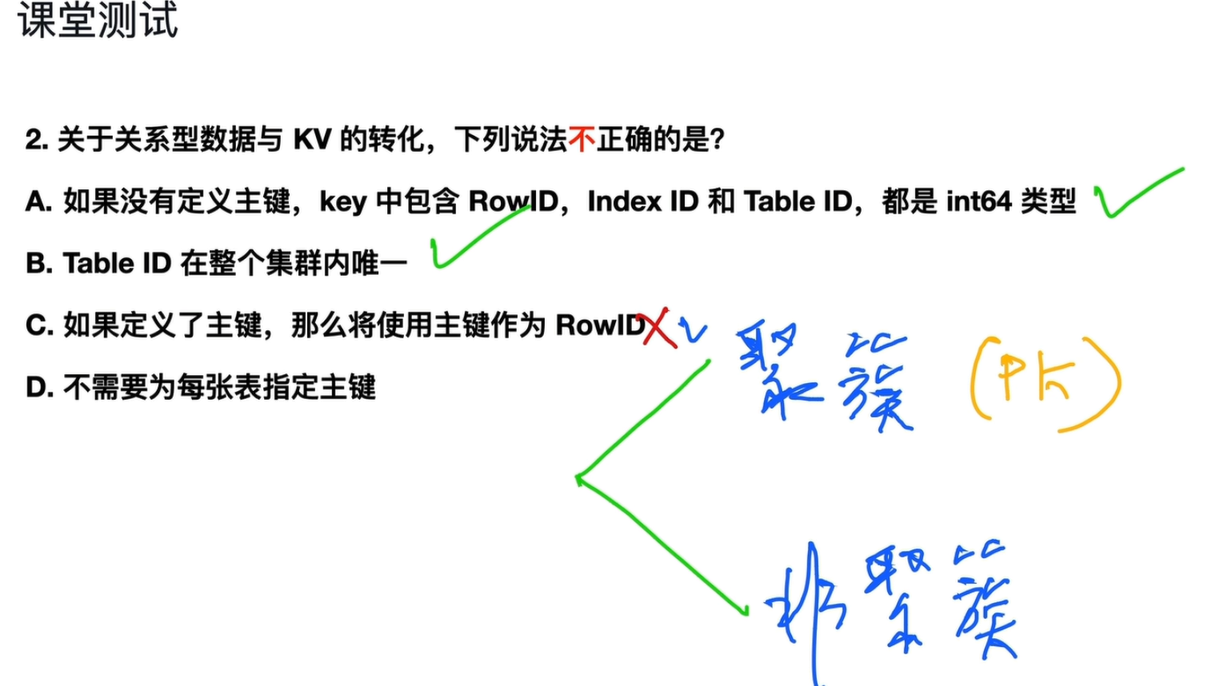 课堂测试
2. 关于关系型数据与 KV 的转化，下列说法不正确的是？
A. 如果没有定义主键，key 中包含 RowID，Index ID 和 Table ID，都是 int64 类型
B. Table ID 在整个集群内唯一
C. 如果定义了主键，那么将使用主键作为 RowID
D. 不需要为每张表指定主键
聚簇 (PK)
非聚簇